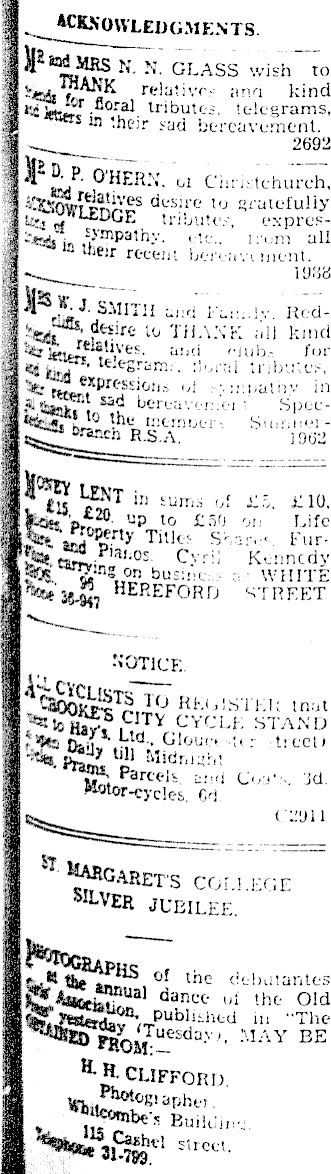 ACKNOWLEDGMENTS.
MR and MRS N. N. GLASS wish to
THANK relatives and kind
friends for floral tributes, telegrams,
and letters in their sad bereavement.
2692
MR D. P. O'HERN, of Christchurch,
and relatives desire to gratefully
ACKNOWLEDGE tributes, expres-
sions of sympathy, etc., from all
friends in their recent bereavement.
1988
MRS W. J. SMITH and Family, Red-
cliffs, desire to THANK all kind
friends, relatives, and clubs for
their letters, telegrams, floral tributes,
and kind expressions of sympathy in
their recent sad bereavement. Spec-
ial thanks to the members Sumner-
Redcliffs branch R.S.A. 1962
MONEY LENT in sums of £5, £10,
£15, £20, up to £50 on Life
Policies, Property Titles Shares, Fur-
niture, and Pianos. Cyril Kennedy
White, carrying on business as WHITE
BROS. 96 HEREFORD STREET
Phone 36-947
NOTICE.
ALL CYCLISTS TO REGISTER that
CROOKE'S CITY CYCLE STAND
(next to Hay's, Ltd., Gloucester street)
is open Daily till Midnight
Cycles, Prams, Parcels, and Coats, 3d.
Motor-cycles, 6d.
C2911
ST. MARGARET'S COLLEGE
SILVER JUBILEE.
PHOTOGRAPHS of the debutantes
at the annual dance of the Old
Girls' Association, published in "The
Press" yesterday (Tuesday), MAY BE
OBTAINED FROM:—
H. H. CLIFFORD,
Photographer,
Whitcombe's Building,
115 Cashel street.
Telephone 31-799.